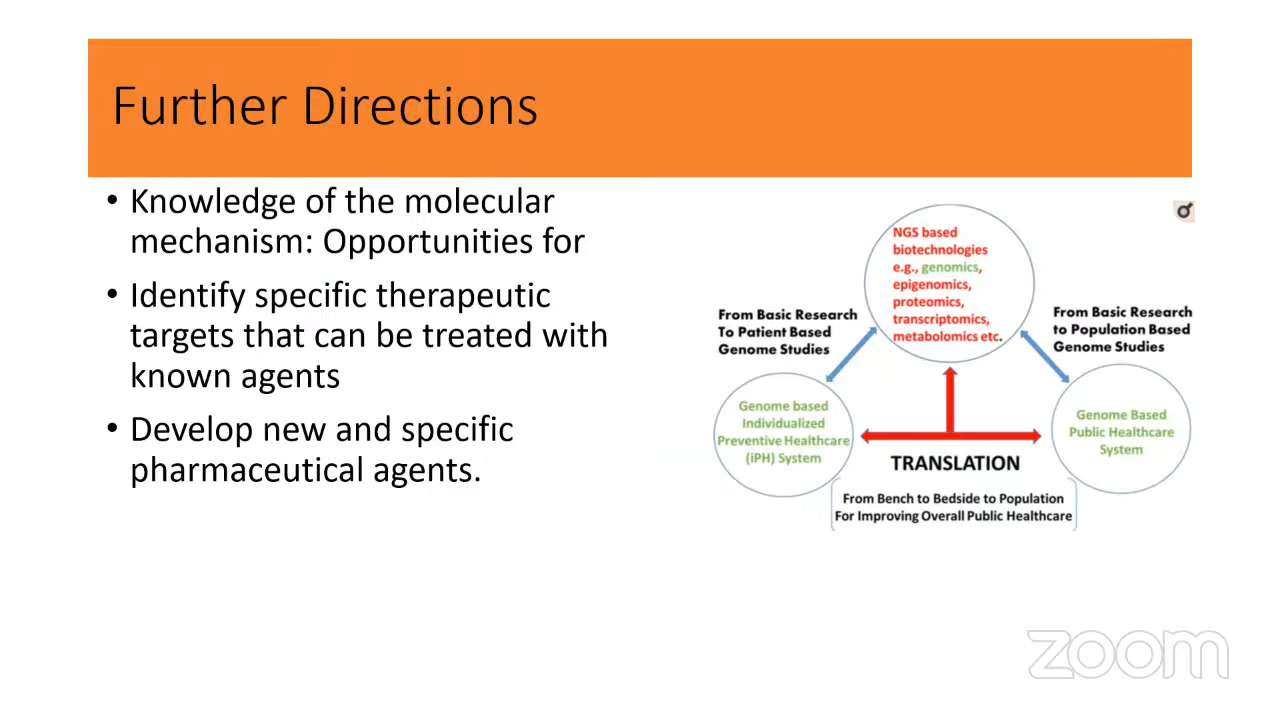 Further Directions
• Knowledge of the molecular
mechanism: Opportunities for
• Identify specific therapeutic
targets that can be treated with
known agents
• Develop new and specific
pharmaceutical agents.
NGS based
biotechnologies
e.g., genomics,
epigenomics,
proteomics,
transcriptomics,
metabolomics etc.
From Basic Research
To Patient Based
Genome Studies
From Basic Research
to Population Based
Genome Studies
Genome based
Individualized
Preventive Healthcare
(iPH) System
Genome Based
Public Healthcare
System
TRANSLATION
From Bench to Bedside to Population
For Improving Overall Public Healthcare
zoom